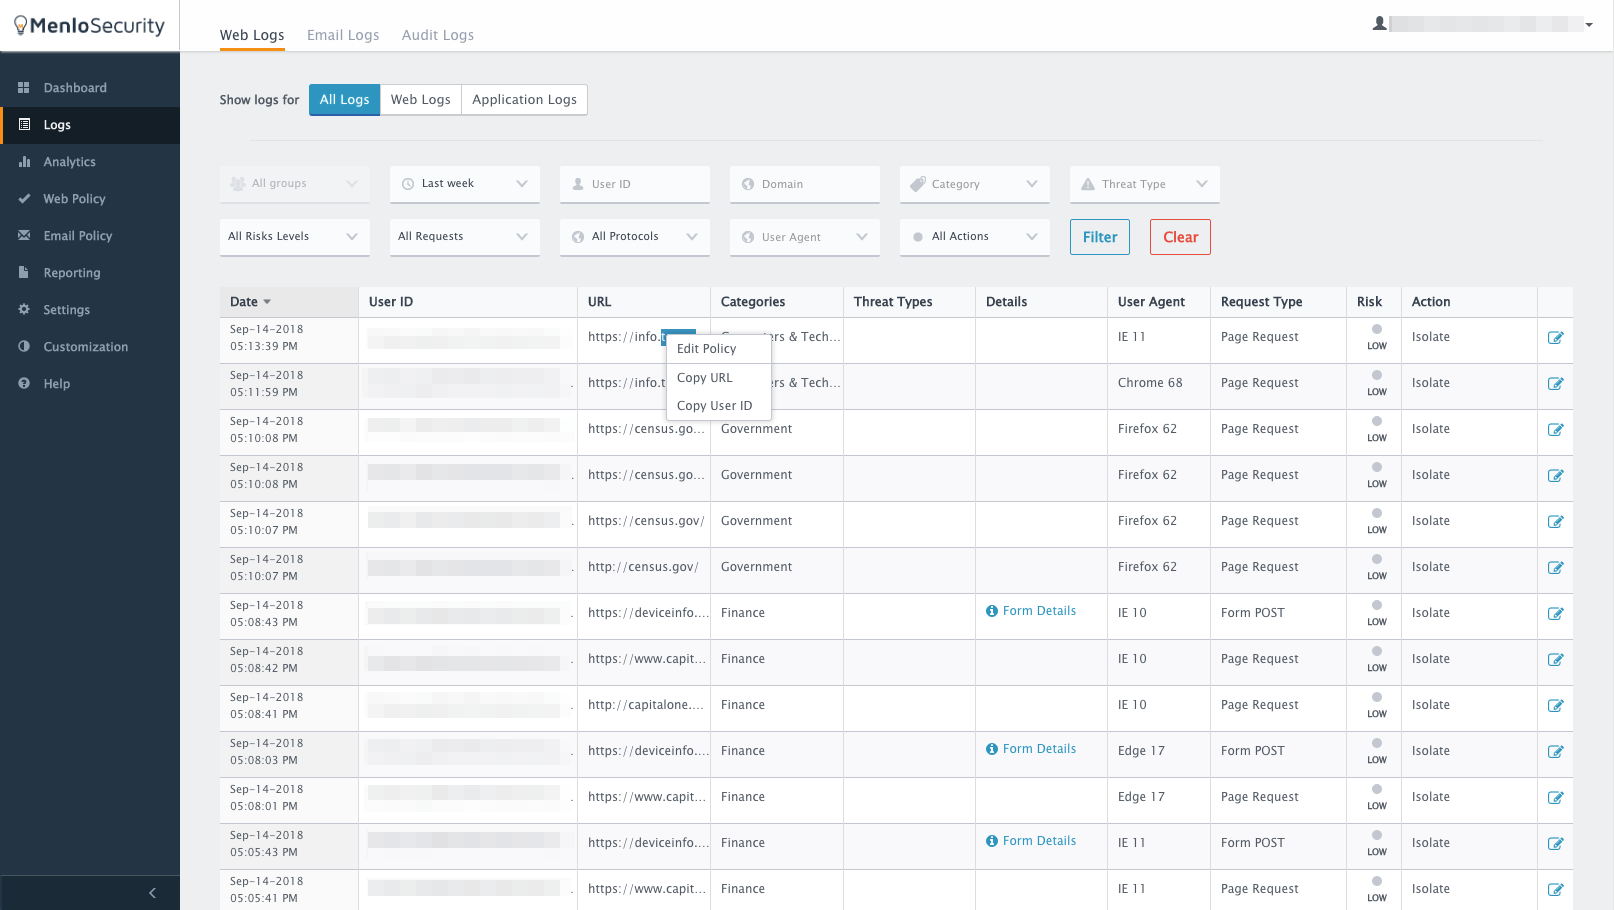 MenloSecurity
Web Logs Email Logs Audit Logs
Dashboard
Logs
Analytics
Web Policy
Email Policy
Reporting
Settings
Customization
Help
Show logs for All Logs Web Logs Application Logs
All groups Last week User ID Domain Category Threat Type
All Risks Levels All Requests All Protocols User Agent All Actions Filter Clear
Date User ID URL Categories Threat Types Details User Agent Request Type Risk Action
Sep-14-2018 05:13:39 PM https://info. & Tech... IE 11 Page Request LOW Isolate
Edit Policy
Copy URL
Copy User ID
Sep-14-2018 05:11:59 PM https://info.t & Tech... Chrome 68 Page Request LOW Isolate
Sep-14-2018 05:10:08 PM https://census.go... Government Firefox 62 Page Request LOW Isolate
Sep-14-2018 05:10:08 PM https://census.go... Government Firefox 62 Page Request LOW Isolate
Sep-14-2018 05:10:07 PM https://census.gov/ Government Firefox 62 Page Request LOW Isolate
Sep-14-2018 05:10:07 PM http://census.gov/ Government Firefox 62 Page Request LOW Isolate
Sep-14-2018 05:08:43 PM https://deviceinfo.... Finance Form Details IE 10 Form POST LOW Isolate
Sep-14-2018 05:08:42 PM https://www.capit... Finance IE 10 Page Request LOW Isolate
Sep-14-2018 05:08:41 PM http://capitalone.... Finance IE 10 Page Request LOW Isolate
Sep-14-2018 05:08:03 PM https://deviceinfo.... Finance Form Details Edge 17 Form POST LOW Isolate
Sep-14-2018 05:08:01 PM https://www.capit... Finance Edge 17 Page Request LOW Isolate
Sep-14-2018 05:05:43 PM https://deviceinfo.... Finance Form Details IE 11 Form POST LOW Isolate
Sep-14-2018 05:05:41 PM https://www.capit... Finance IE 11 Page Request LOW Isolate